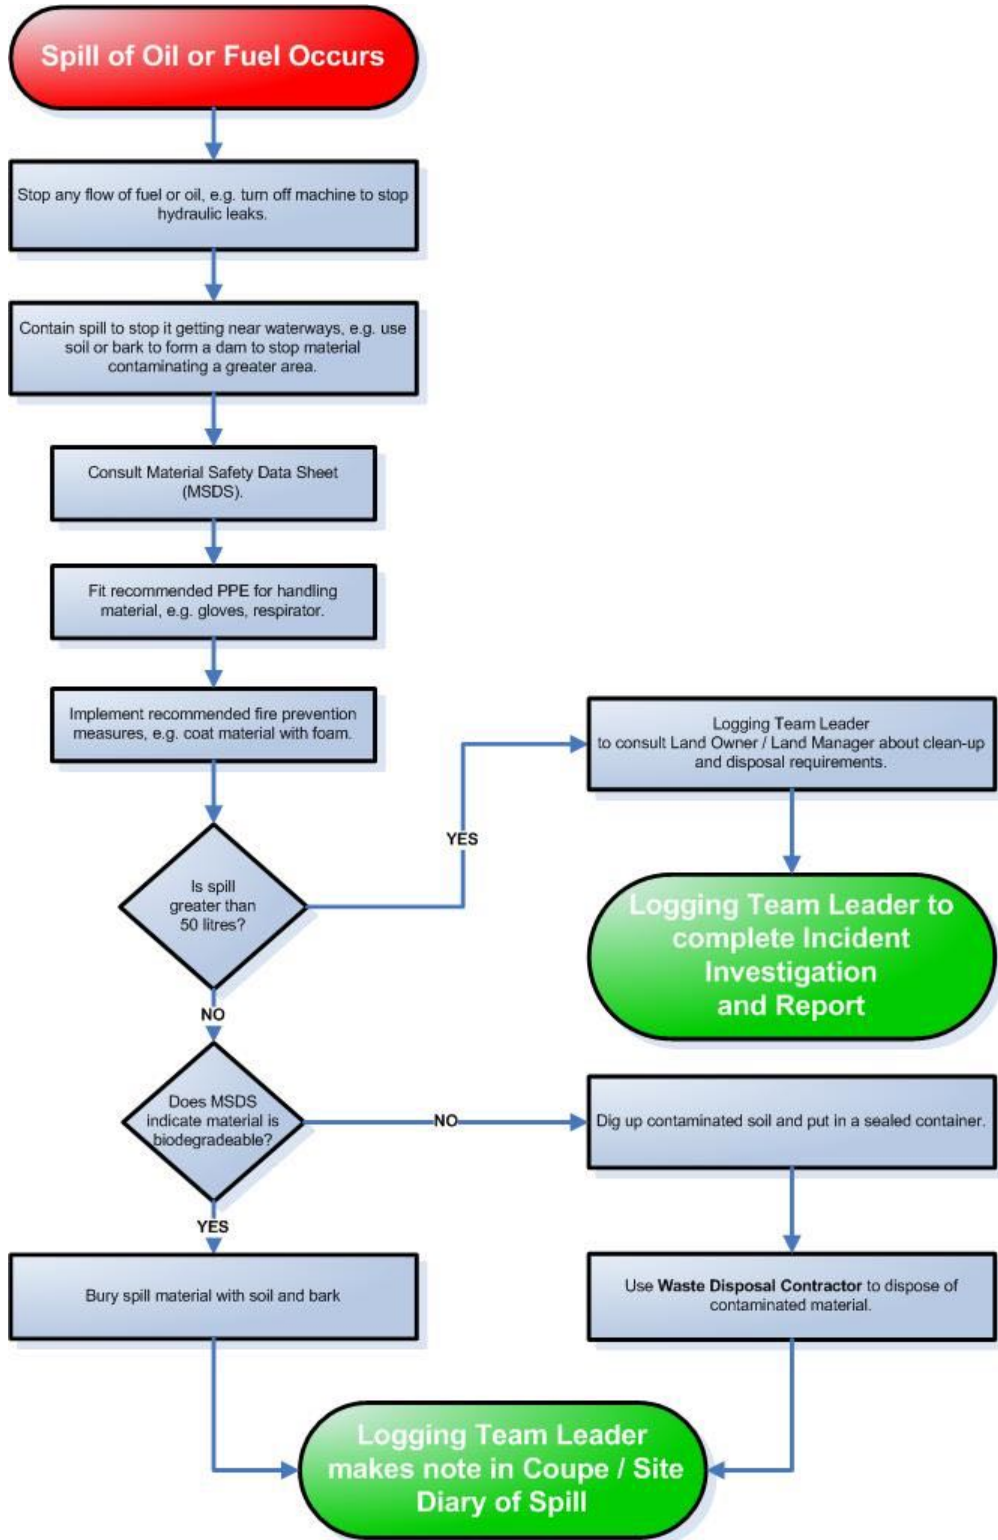 Spill of Oil or Fuel Occurs
Stop any flow of fuel or oil, e.g. turn off machine to stop
hydraulic leaks.
Contain spill to stop it getting near waterways, e.g. use
soil or bark to form a dam to stop material
contaminating a greater area.
Consult Material Safety Data Sheet
(MSDS).
Fit recommended PPE for handling
material, e.g. gloves, respirator.
Implement recommended fire prevention
measures, e.g. coat material with foam.
Is spill
greater than
50 litres?
YES
Logging Team Leader
to consult Land Owner / Land Manager about clean-up
and disposal requirements.
Logging Team Leader to
complete Incident
Investigation
and Report
NO
Does MSDS
indicate material is
biodegradeable?
NO
Dig up contaminated soil and put in a sealed container.
Use Waste Disposal Contractor to dispose of
contaminated material.
YES
Bury spill material with soil and bark
Logging Team Leader
makes note in Coupe / Site
Diary of Spill